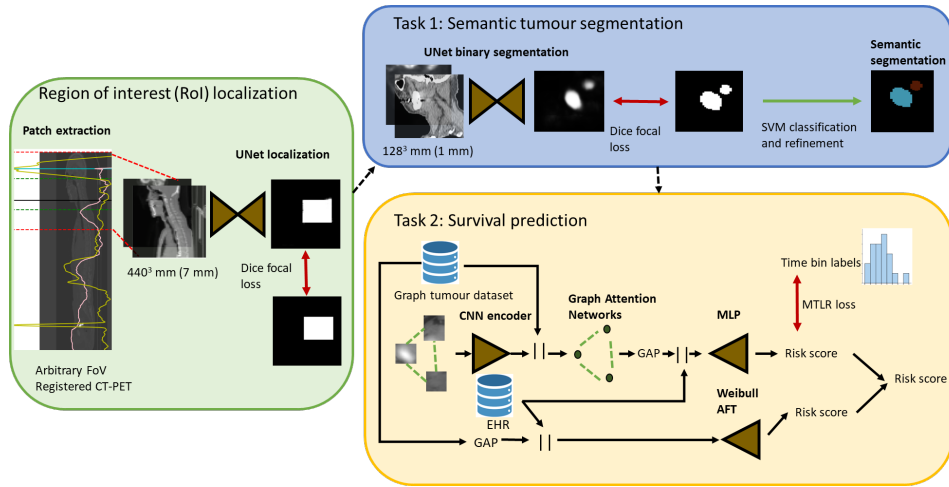 Region of interest (RoI) localization
Patch extraction
UNet localization
440³ mm (7 mm)
Dice focal
loss
Arbitrary FoV
Registered CT-PET
Task 1: Semantic tumour segmentation
UNet binary segmentation
Semantic
segmentation
128³ mm (1 mm)
Dice focal
loss
SVM classification
and refinement
Task 2: Survival prediction
Graph tumour dataset
Time bin labels
MTLR loss
CNN encoder
Graph Attention
Networks
MLP
| |
GAP
| |
Risk score
Risk score
EHR
Weibull
AFT
Risk score
GAP
| |